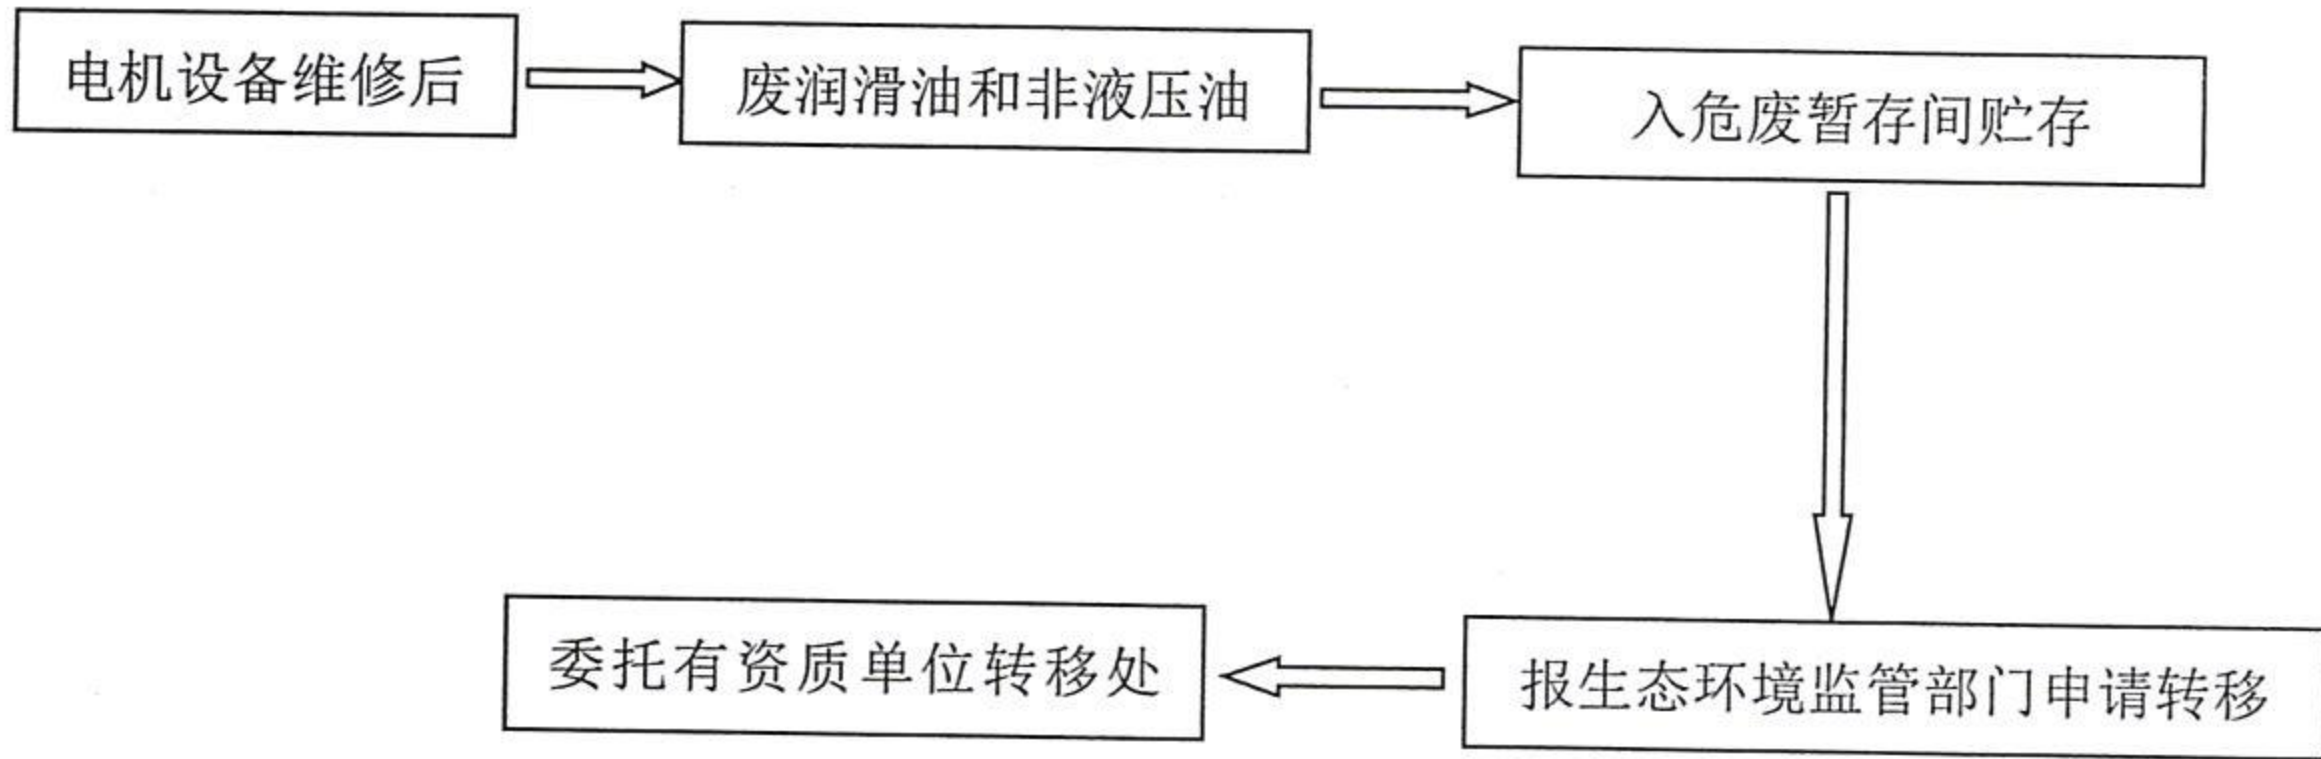 电机设备维修后
废润滑油和非液压油
入危废暂存间贮存
报生态环境监管部门申请转移
委托有资质单位转移处